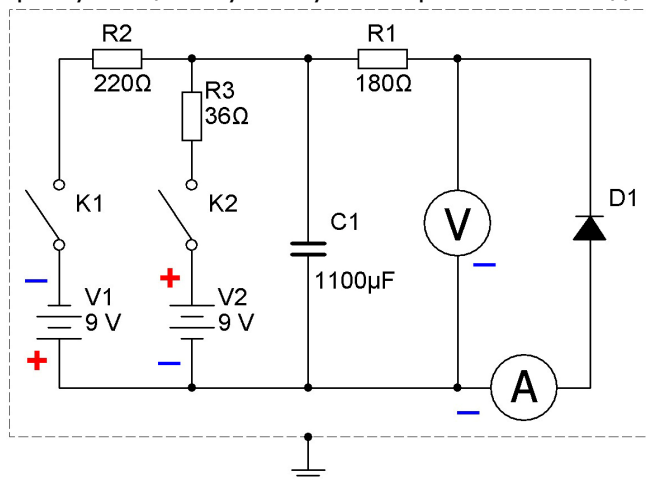 R2
220Ω
R3
36Ω
R1
180Ω
K1
K2
C1
1100µF
V
–
D1
–
+
V1
9 V
+
V2
9 V
–
A
–